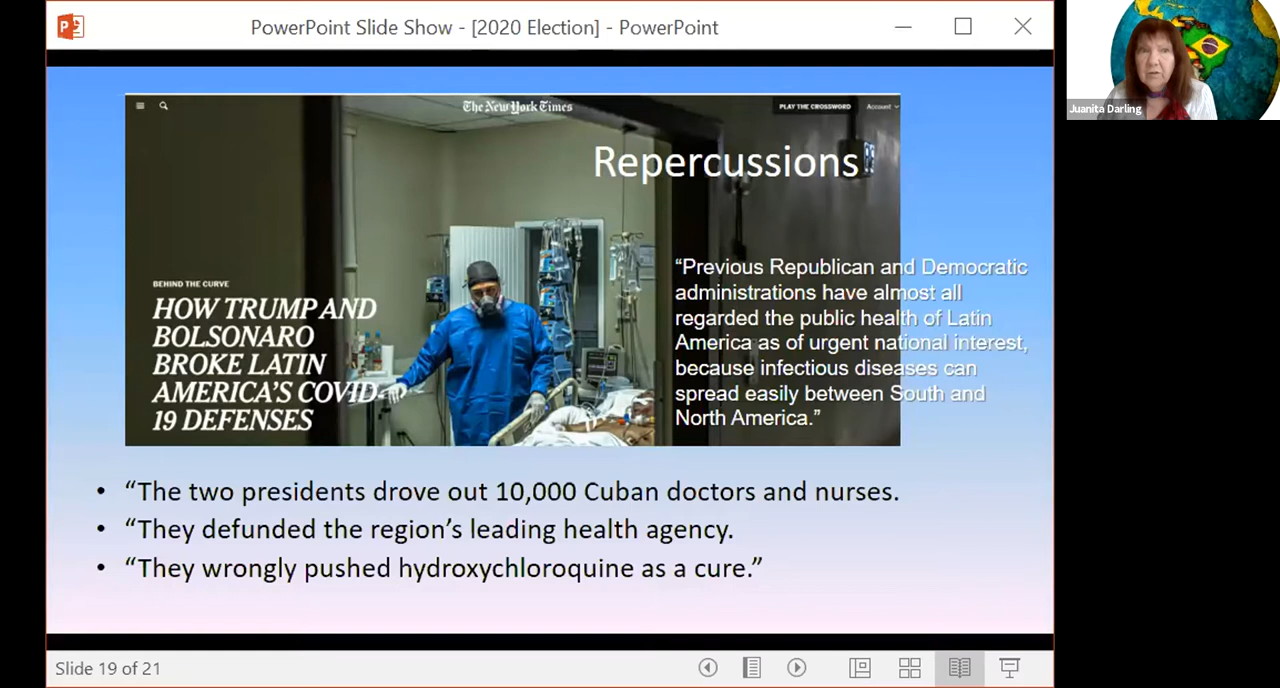 PowerPoint Slide Show - [2020 Election] - PowerPoint
Juanita Darling
The New York Times
PLAY THE CROSSWORD
Account
Repercussions
BEHIND THE CURVE
HOW TRUMP AND
BOLSONARO
BROKE LATIN
AMERICA'S COVID-
19 DEFENSES
“Previous Republican and Democratic
administrations have almost all
regarded the public health of Latin
America as of urgent national interest,
because infectious diseases can
spread easily between South and
North America.”
• “The two presidents drove out 10,000 Cuban doctors and nurses.
• “They defunded the region’s leading health agency.
• “They wrongly pushed hydroxychloroquine as a cure.”
Slide 19 of 21